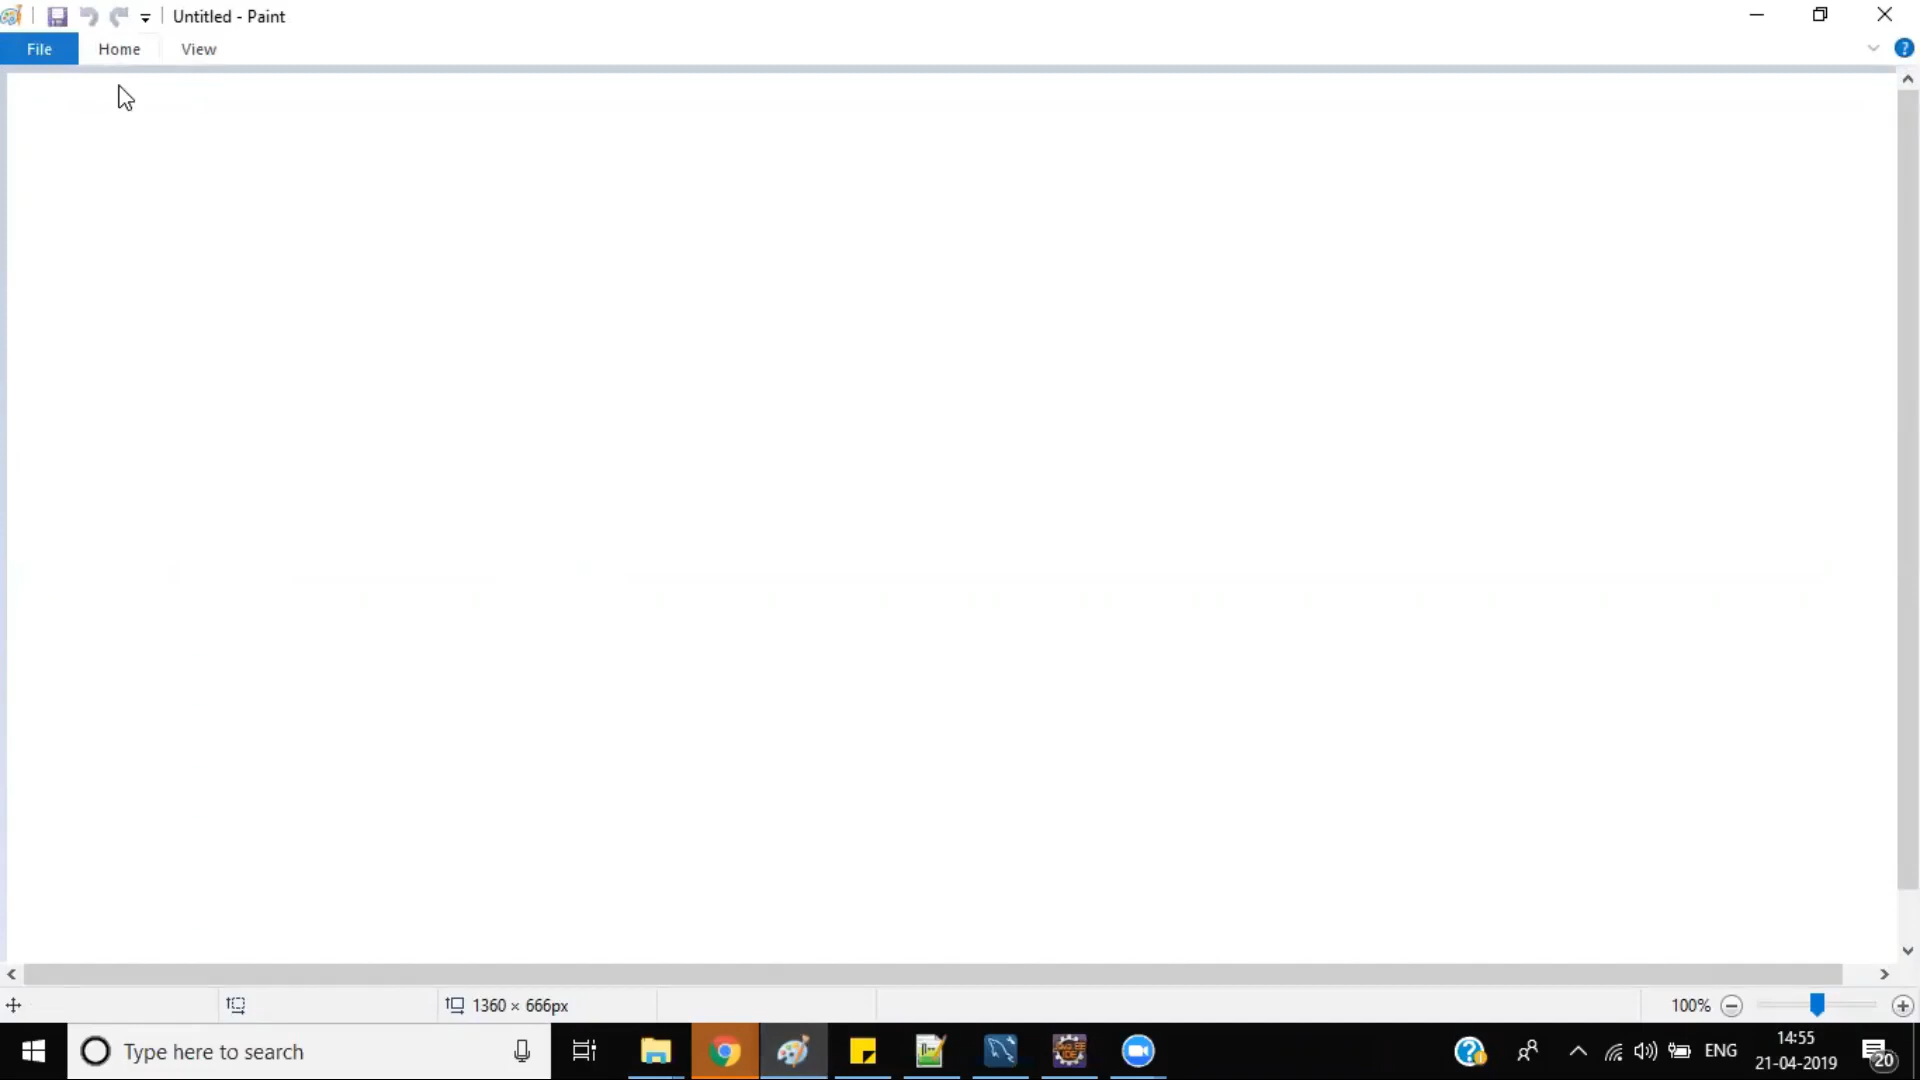 Untitled - Paint
File Home View
1360 × 666px
100%
Type here to search
ENG
14:55
21-04-2019
20